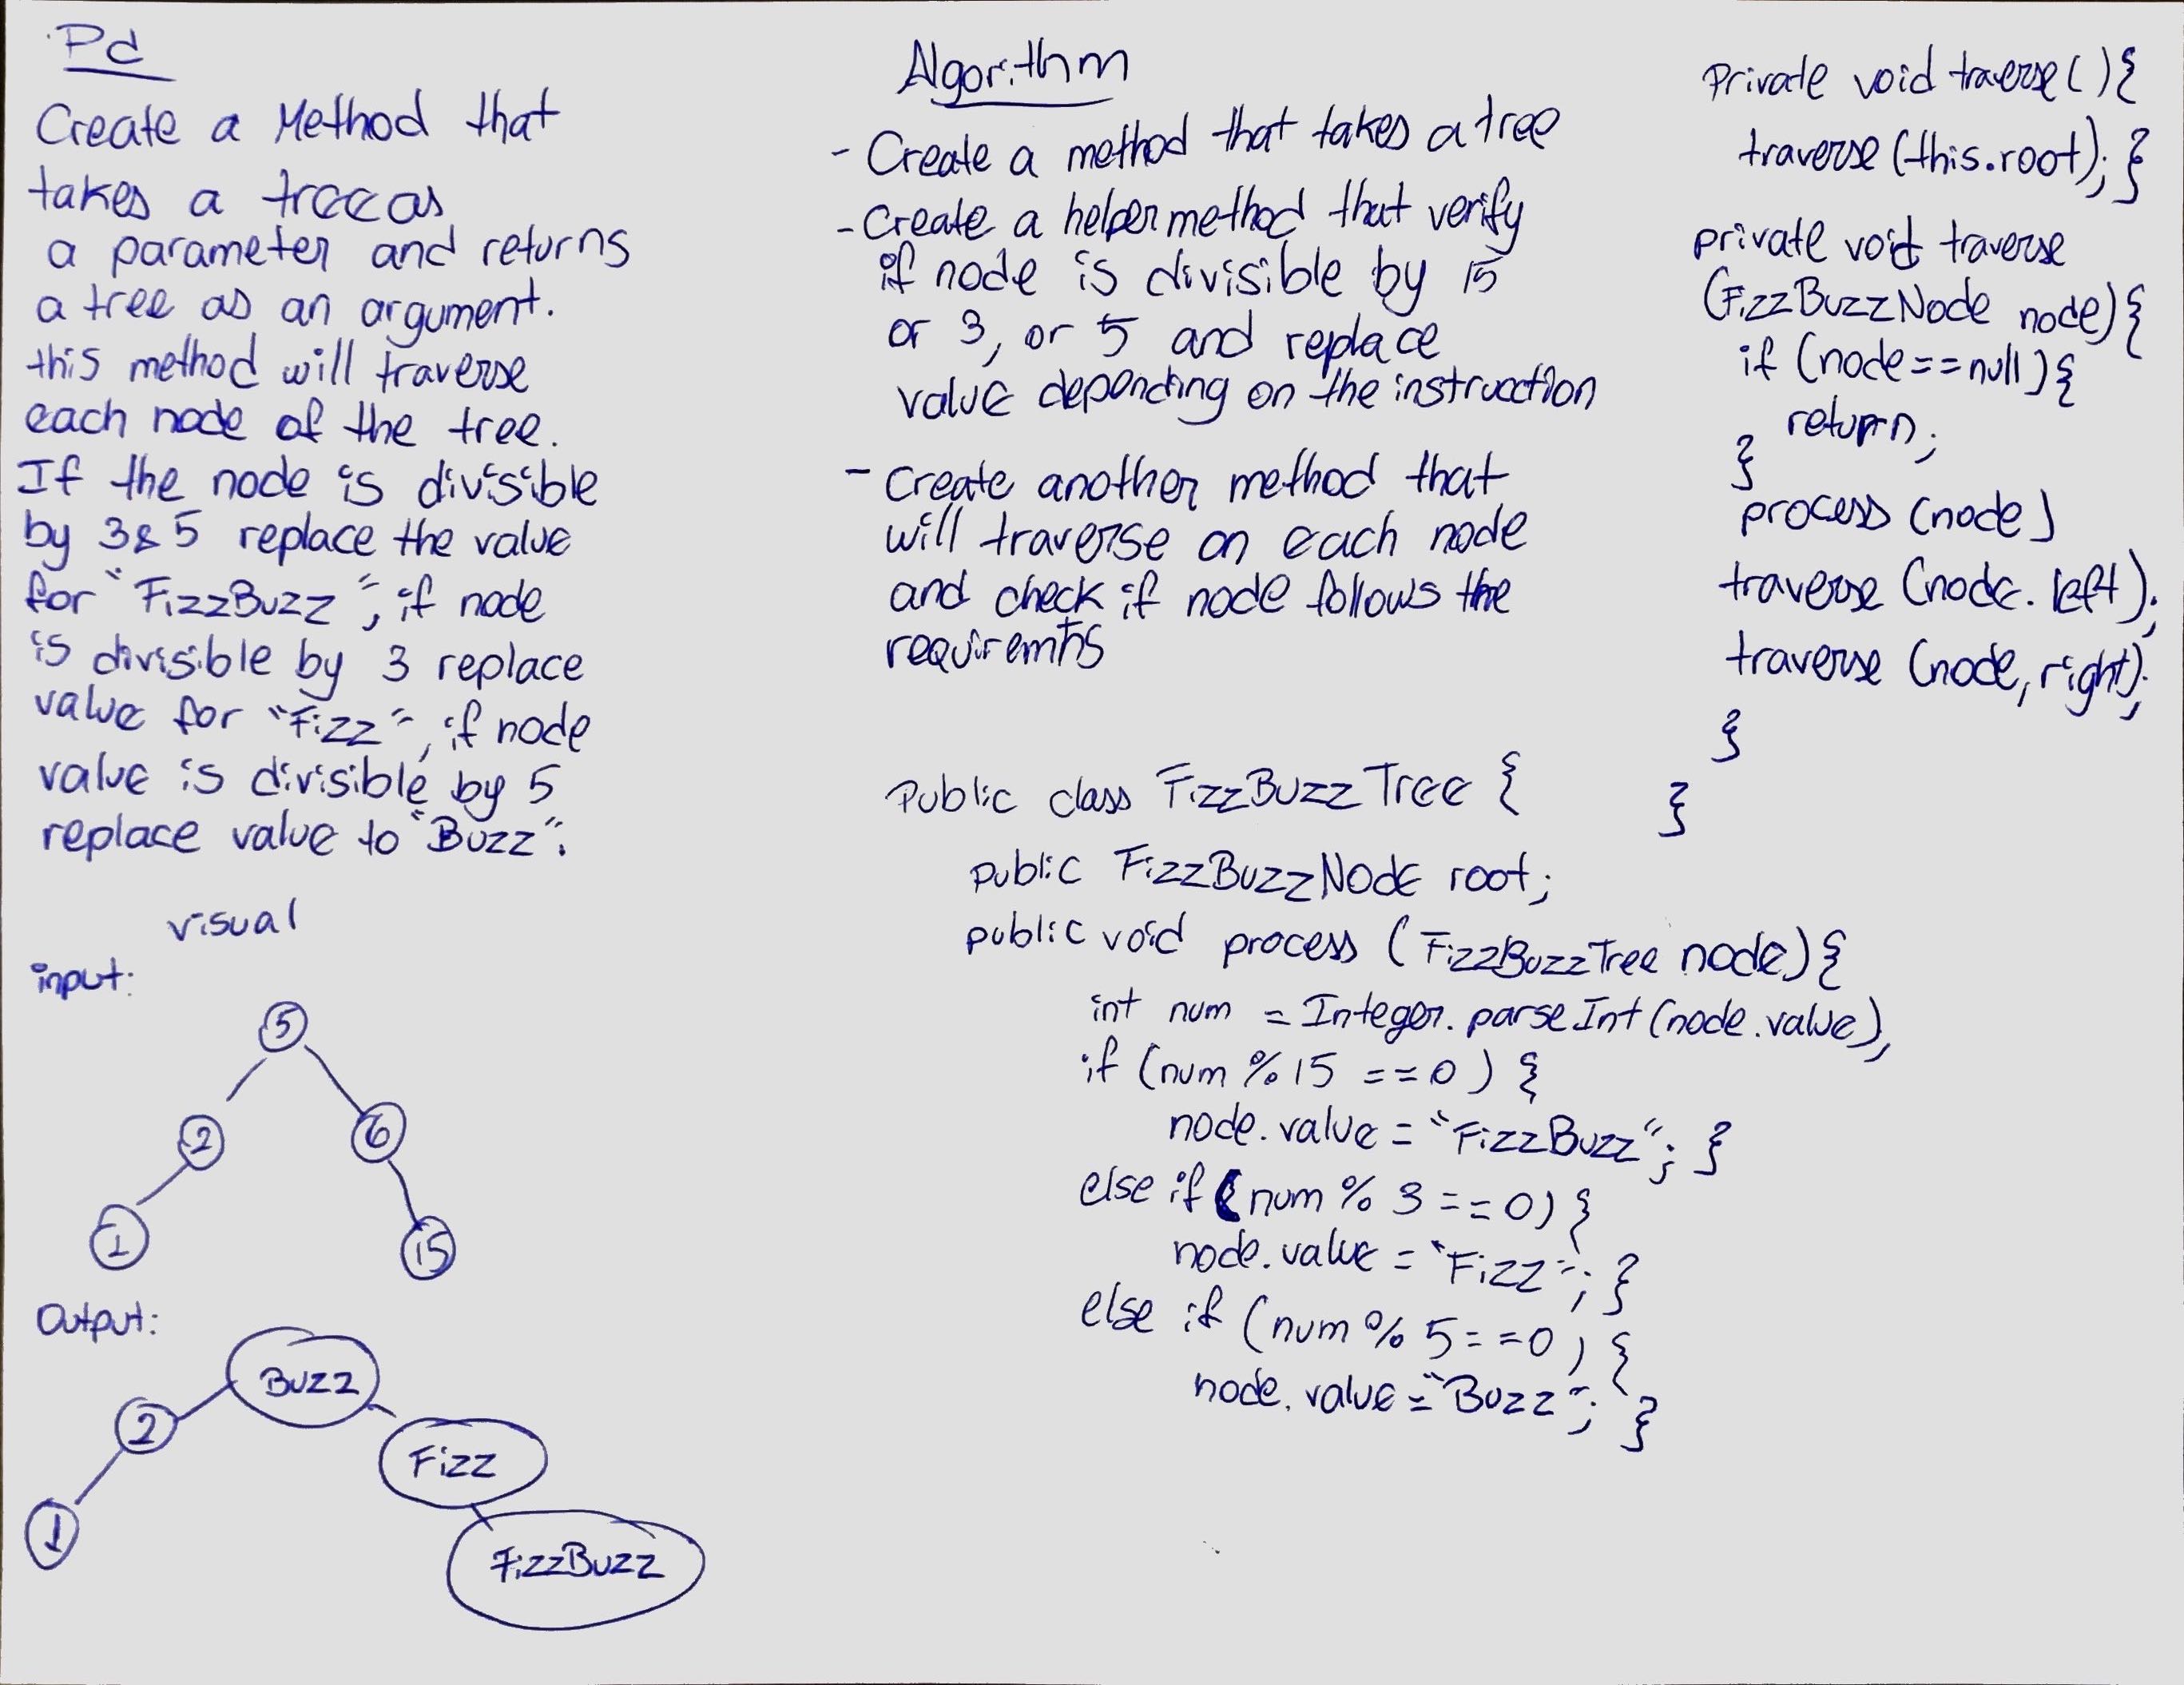 Pd
Create a Method that
takes a tree as
a parameter and returns
a tree as an argument.
this method will traverse
each node of the tree.
If the node is divisible
by 3&5 replace the value
for "FizzBuzz", if node
is divisible by 3 replace
value for "Fizz", if node
value is divisible by 5
replace value to "Buzz".
visual
input:
5
2 6
1 15
Output:
Buzz
2
Fizz
1
FizzBuzz
Algorithm
- Create a method that takes a tree
- Create a helper method that verify
if node is divisible by 15
or 3, or 5 and replace
value depending on the instruction
- Create another method that
will traverse on each node
and check if node follows the
requiremtns
Public class FizzBuzzTree {
public FizzBuzzNode root;
public void process (FizzBuzzTree node){
int num = Integer.parseInt(node.value),
if (num % 15 == 0) {
node.value = "FizzBuzz"; }
else if (num % 3 == 0) {
node.value = "Fizz"; }
else if (num % 5 == 0) {
node.value = "Buzz"; }
Private void traverse(){
traverse(this.root); }
private void traverse
(FizzBuzzNode node){
if (node == null){
return;
}
process (node)
traverse (node.left);
traverse (node,right);
}
}